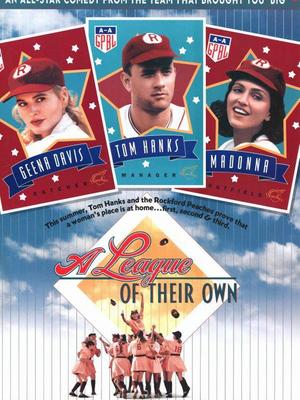 AN ALL-STAR COMEDY FROM THE TEAM THAT BROUGHT YOU "BIG"
A-A
GPBL
A-A
GPBL
R
R
R
GEENA DAVIS
TOM HANKS
MADONNA
CATCHER
MANAGER
OUTFIELD
This summer, Tom Hanks and the Rockford Peaches prove that
a woman's place is at home...first, second & third.
A League
OF THEIR OWN